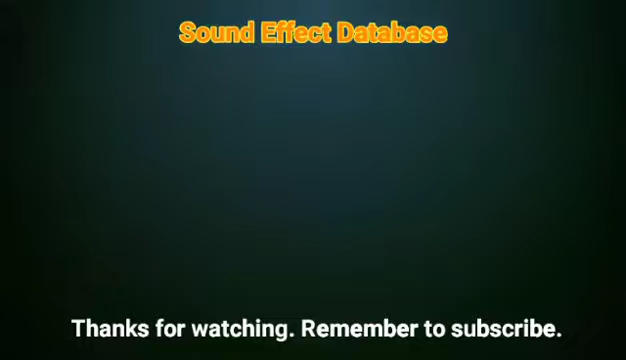 Sound Effect Database
Thanks for watching. Remember to subscribe.